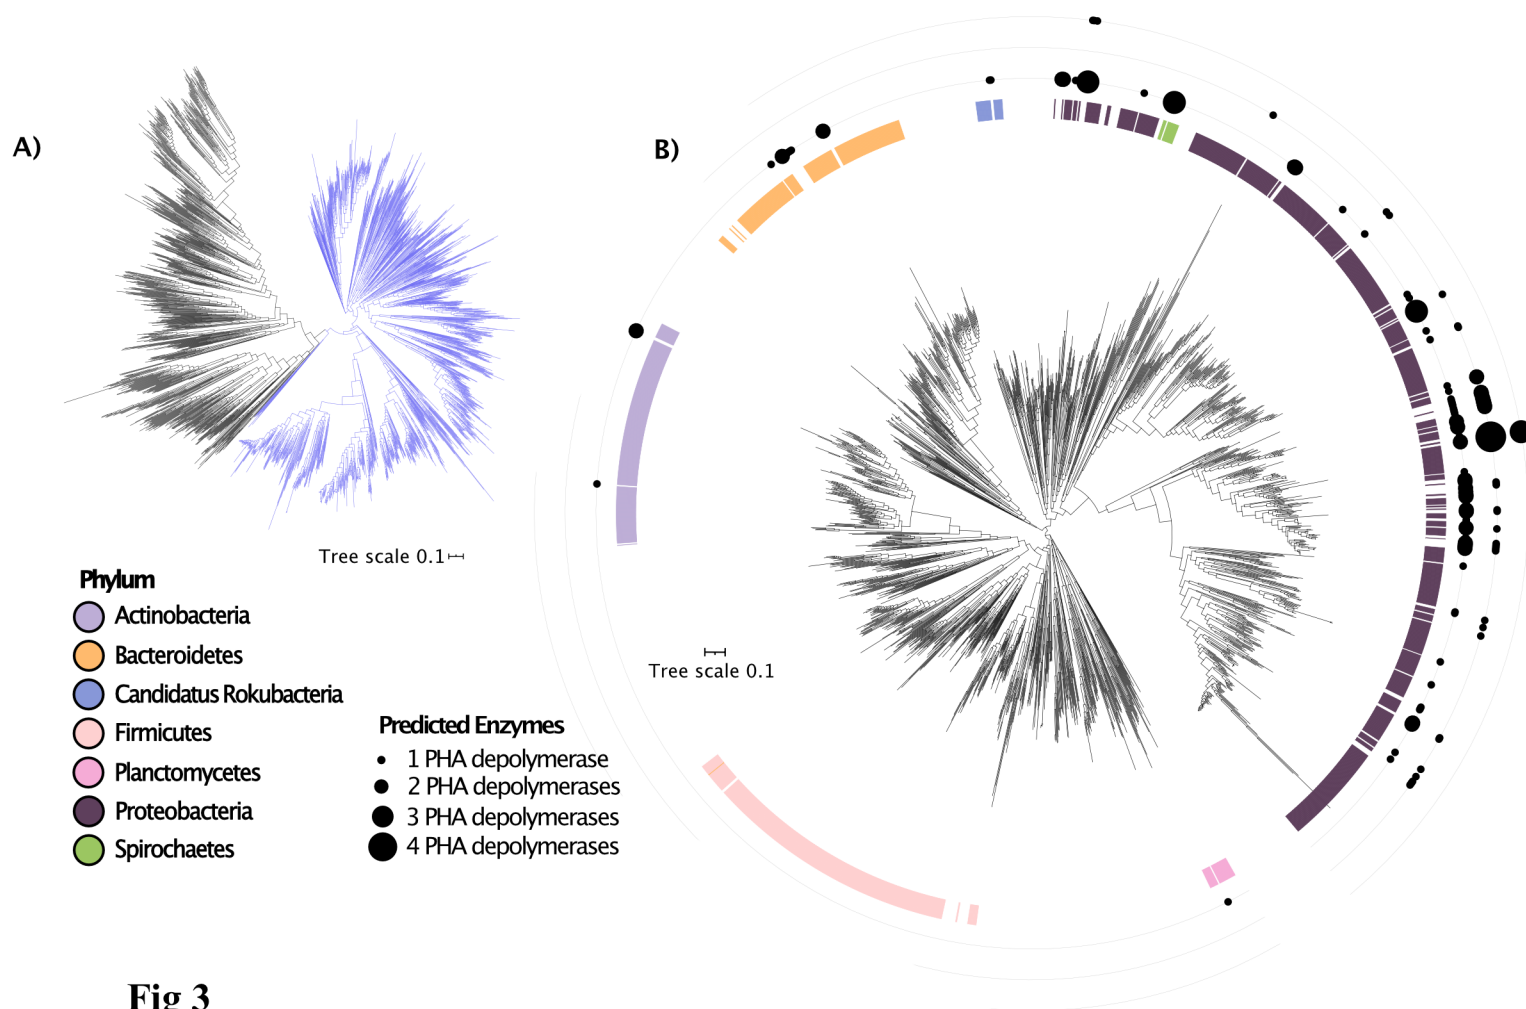 A)
B)
Tree scale 0.1
Phylum
Actinobacteria
Bacteroidetes
Candidatus Rokubacteria
Firmicutes
Planctomycetes
Proteobacteria
Spirochaetes
Tree scale 0.1
Predicted Enzymes
1 PHA depolymerase
2 PHA depolymerases
3 PHA depolymerases
4 PHA depolymerases
Fig 3